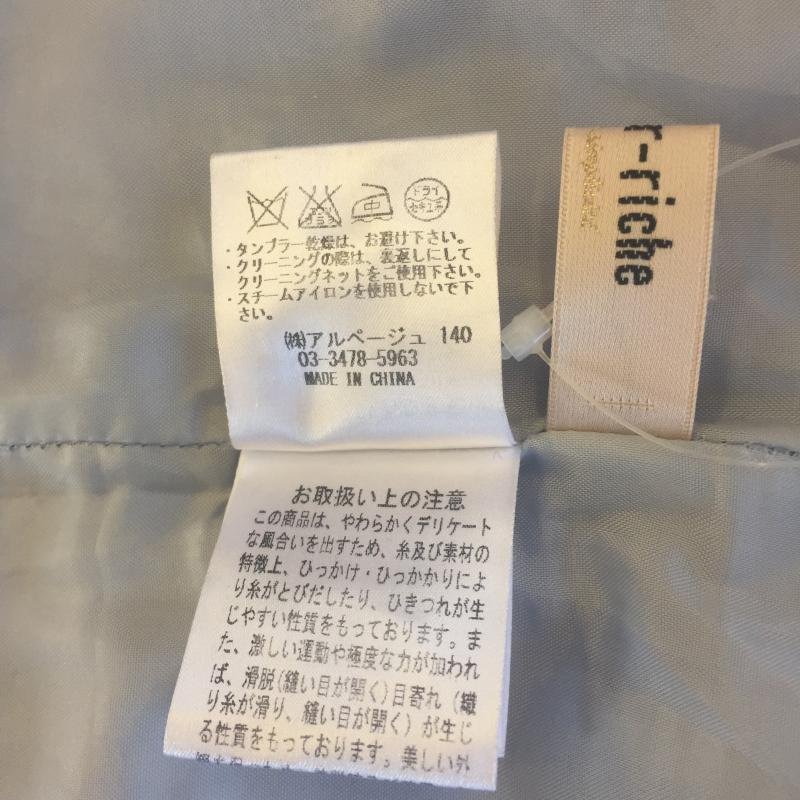 ドライ
セキユ系
エンソ
サラシ
中
・タンブラー乾燥は、お避け下さい。
・クリーニングの際は、裏返しにして
クリーニングネットをご使用下さい。
・スチームアイロンを使用しないで下
さい。
(株)アルページュ 140
03-3478-5963
MADE IN CHINA
r-riche
お取扱い上の注意
この商品は、やわらかくデリケート
な風合いを出すため、糸及び素材の
特徴上、ひっかけ・ひっかかりによ
り糸がとびだしたり、ひきつれが生
じやすい性質をもっております。ま
た、激しい運動や極度な力が加われ
ば、滑脱(縫い目が開く)目寄れ(織
り糸が滑り、縫い目が開く)が生じ
る性質をもっております。美しい外